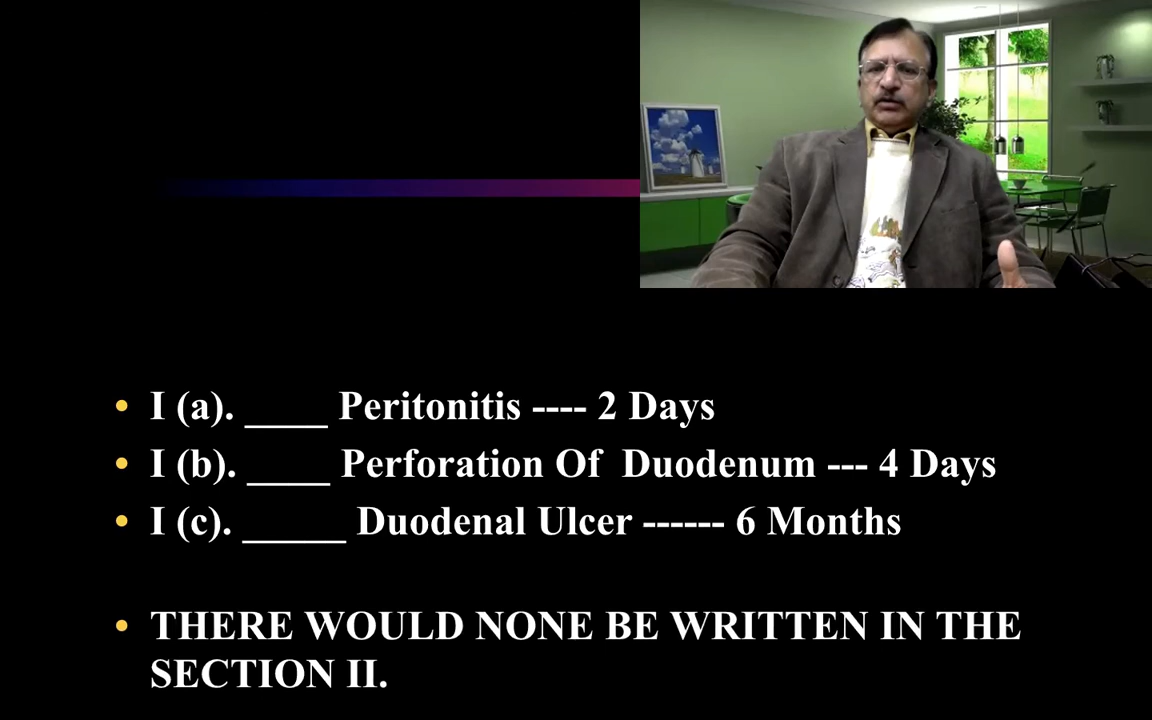 • I (a). ____ Peritonitis ---- 2 Days
• I (b). ____ Perforation Of  Duodenum --- 4 Days
• I (c). _____ Duodenal Ulcer ------ 6 Months
• THERE WOULD NONE BE WRITTEN IN THE
SECTION II.